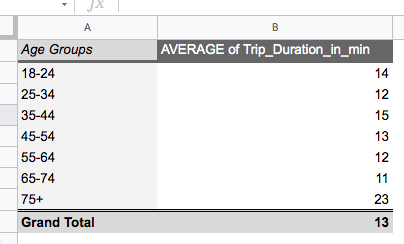 fx
A B
Age Groups AVERAGE of Trip_Duration_in_min
18-24 14
25-34 12
35-44 15
45-54 13
55-64 12
65-74 11
75+ 23
Grand Total 13